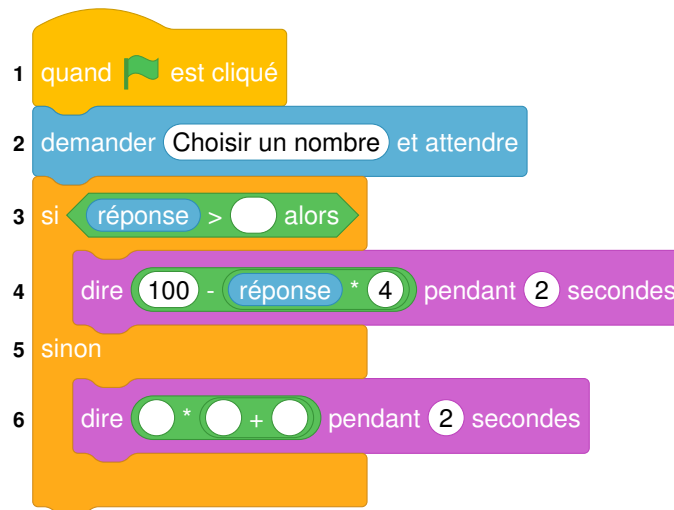 1 quand est cliqué
2 demander Choisir un nombre et attendre
3 si réponse > alors
4 dire 100 - réponse * 4 pendant 2 secondes
5 sinon
6 dire * + pendant 2 secondes